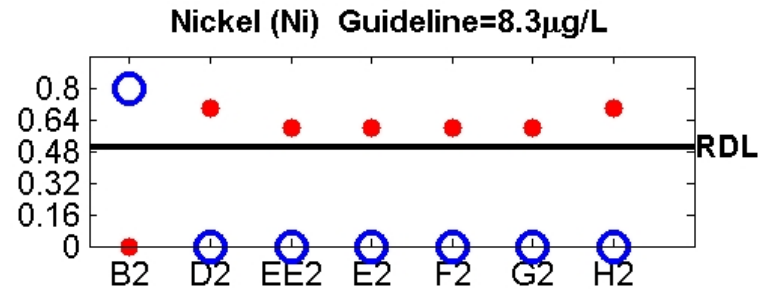 Nickel (Ni)  Guideline=8.3μg/L
0.8
0.64
0.48
RDL
0.32
0.16
0
B2 D2 EE2 E2 F2 G2 H2